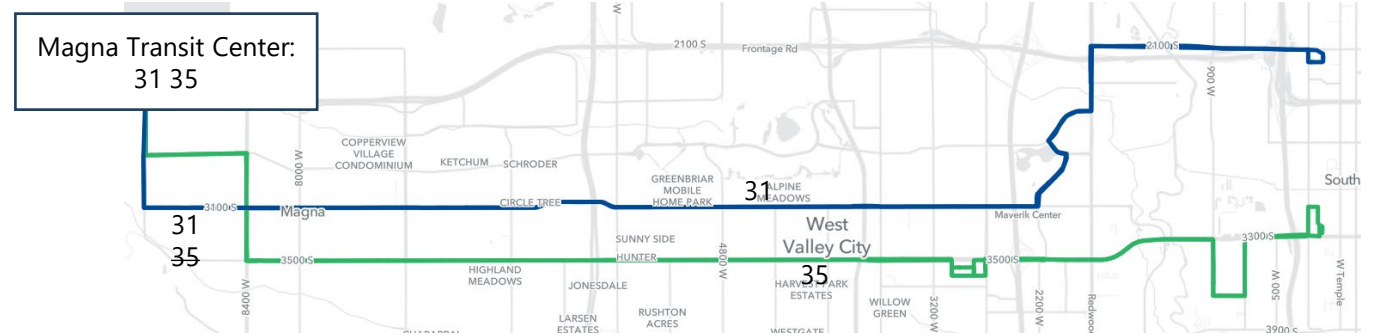 Magna Transit Center:
31 35
W
2100 S
Frontage Rd
2100 S
900 W
COPPERVIEW
VILLAGE
CONDOMINIUM
KETCHUM
SCHRODER
8000 W
GREENBRIAR
MOBILE
HOME PARK
31
ALPINE
MEADOWS
South
3100 S
Magna
CIRCLE TREE
Maverik Center
31
35
West
Valley City
SUNNY SIDE
HUNTER
3300 S
3500 S
4800 W
3500 S
HIGHLAND
MEADOWS
JONESDALE
35
HARVEST PARK
ESTATES
8400 W
WILLOW
GREEN
3200 W
2200 W
Redwoo
500 W
W Temple
RUSHTON
ACRES
LARSEN
ESTATES
CHAPARRAL
WESTGATE
3900 S